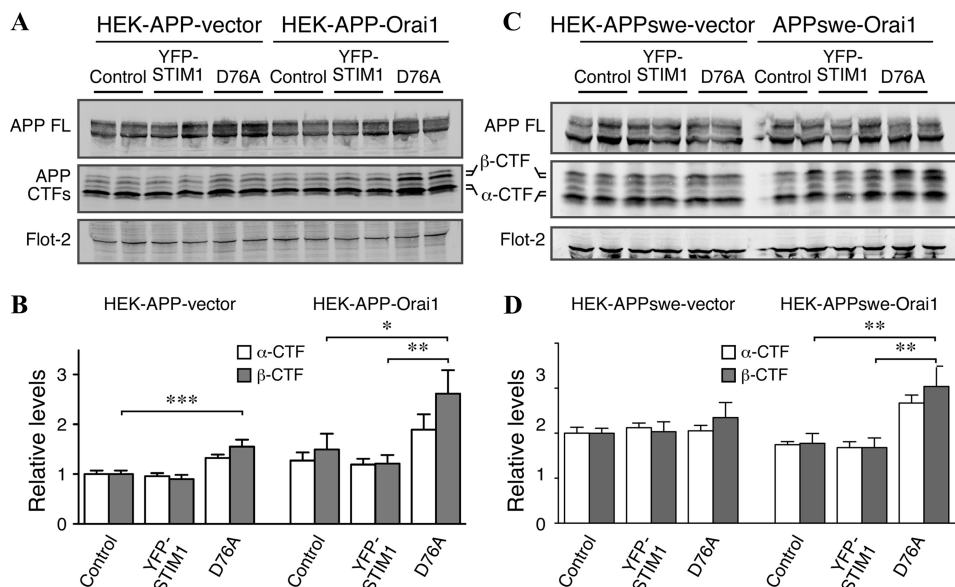 A
HEK-APP-vector HEK-APP-Orai1
Control YFP-STIM1 D76A Control YFP-STIM1 D76A
APP FL
APP CTFs
Flot-2
β-CTF
α-CTF
C
HEK-APPswe-vector APPswe-Orai1
Control YFP-STIM1 D76A Control YFP-STIM1 D76A
APP FL
Flot-2
B
HEK-APP-vector HEK-APP-Orai1
Relative levels
3
2
1
0
α-CTF
β-CTF
***
*
**
Control YFP-STIM1 D76A Control YFP-STIM1 D76A
D
HEK-APPswe-vector HEK-APPswe-Orai1
Relative levels
3
2
1
0
α-CTF
β-CTF
**
**
Control YFP-STIM1 D76A Control YFP-STIM1 D76A